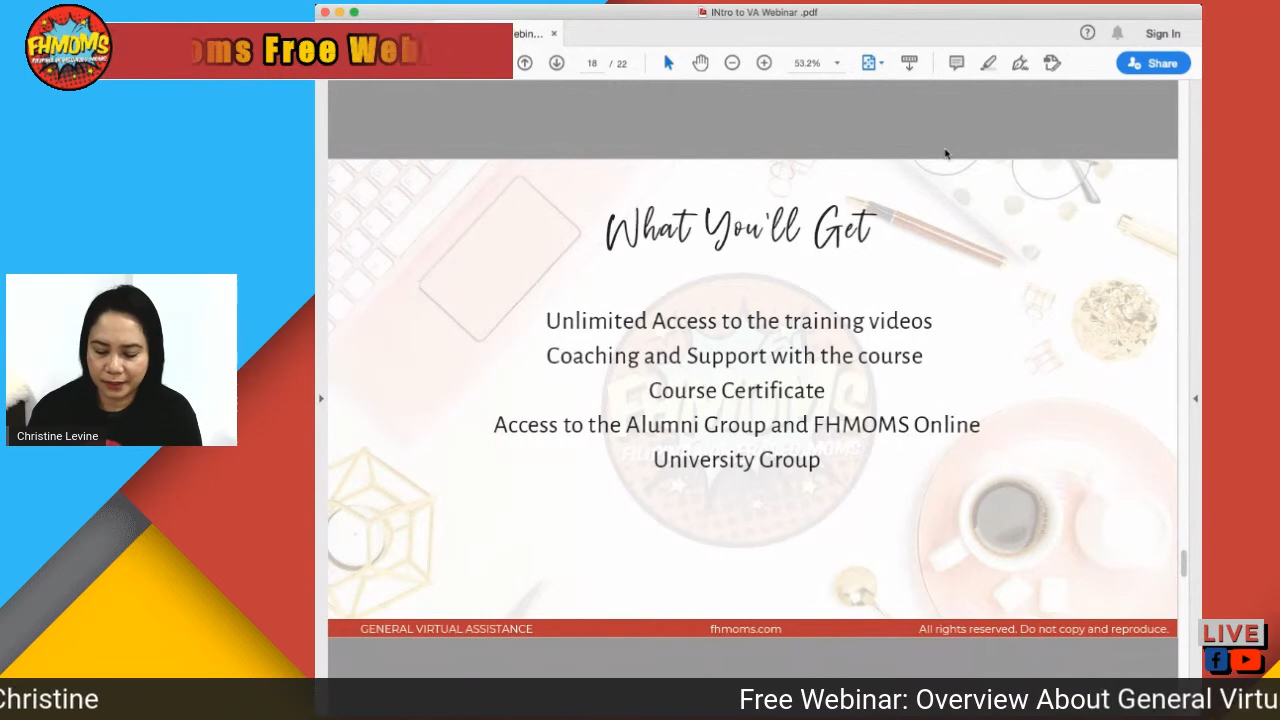 INtro to VA Webinar .pdf
FHMOMS
oms Free Web
ebin...
Sign In
18 / 22
53.2%
Share
What You'll Get
Unlimited Access to the training videos
Coaching and Support with the course
Course Certificate
Access to the Alumni Group and FHMOMS Online
University Group
Christine Levine
GENERAL VIRTUAL ASSISTANCE
fhmoms.com
All rights reserved. Do not copy and reproduce.
LIVE
Christine
Free Webinar: Overview About General Virtu